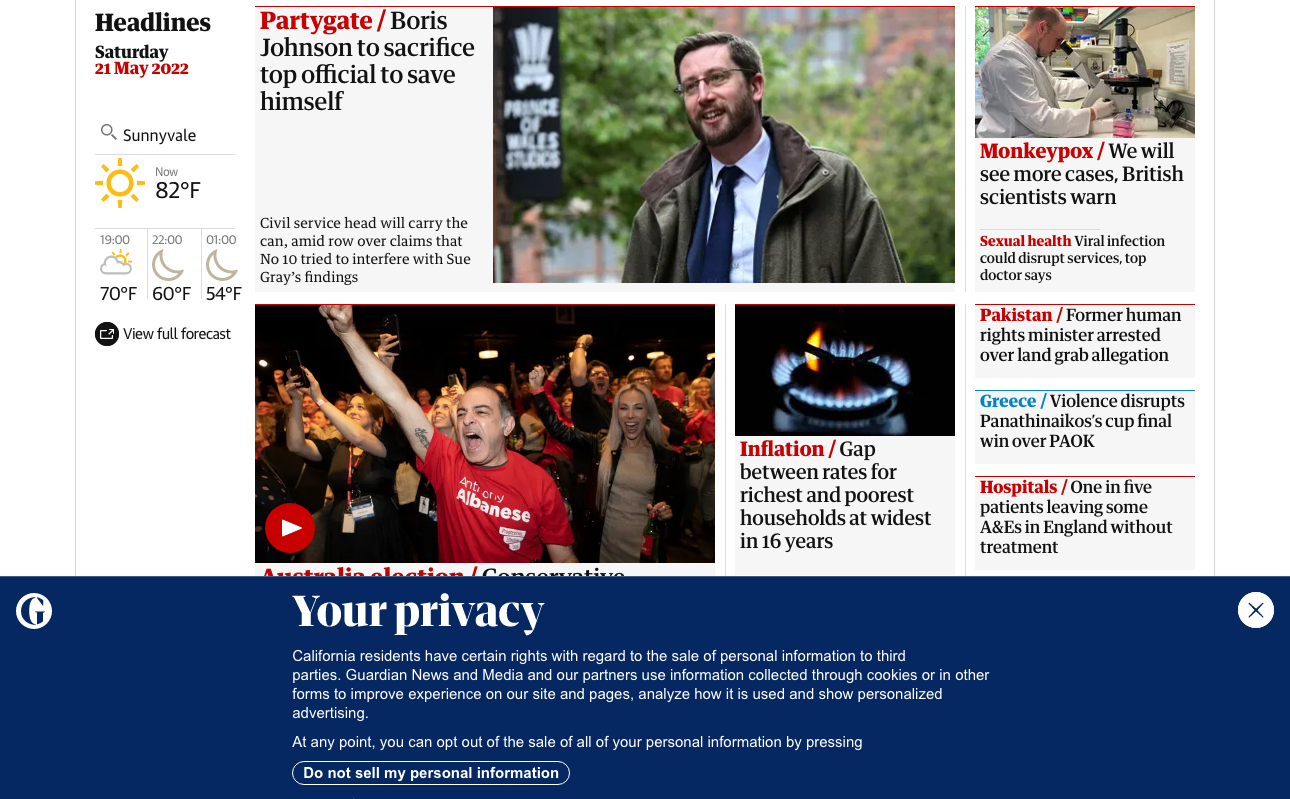 Headlines
Saturday
21 May 2022
Sunnyvale
Now
82°F
19:00
22:00
01:00
70°F
60°F
54°F
View full forecast
Partygate / Boris
Johnson to sacrifice
top official to save
himself
Civil service head will carry the
can, amid row over claims that
No 10 tried to interfere with Sue
Gray's findings
PRINCE
OF
WALES
STUDIOS
Monkeypox / We will
see more cases, British
scientists warn
Sexual health Viral infection
could disrupt services, top
doctor says
Anthony
Albanese
Australia election / Conservative
Inflation / Gap
between rates for
richest and poorest
households at widest
in 16 years
Pakistan / Former human
rights minister arrested
over land grab allegation
Greece / Violence disrupts
Panathinaikos's cup final
win over PAOK
Hospitals / One in five
patients leaving some
A&Es in England without
treatment
G
Your privacy
California residents have certain rights with regard to the sale of personal information to third
parties. Guardian News and Media and our partners use information collected through cookies or in other
forms to improve experience on our site and pages, analyze how it is used and show personalized
advertising.
At any point, you can opt out of the sale of all of your personal information by pressing
Do not sell my personal information